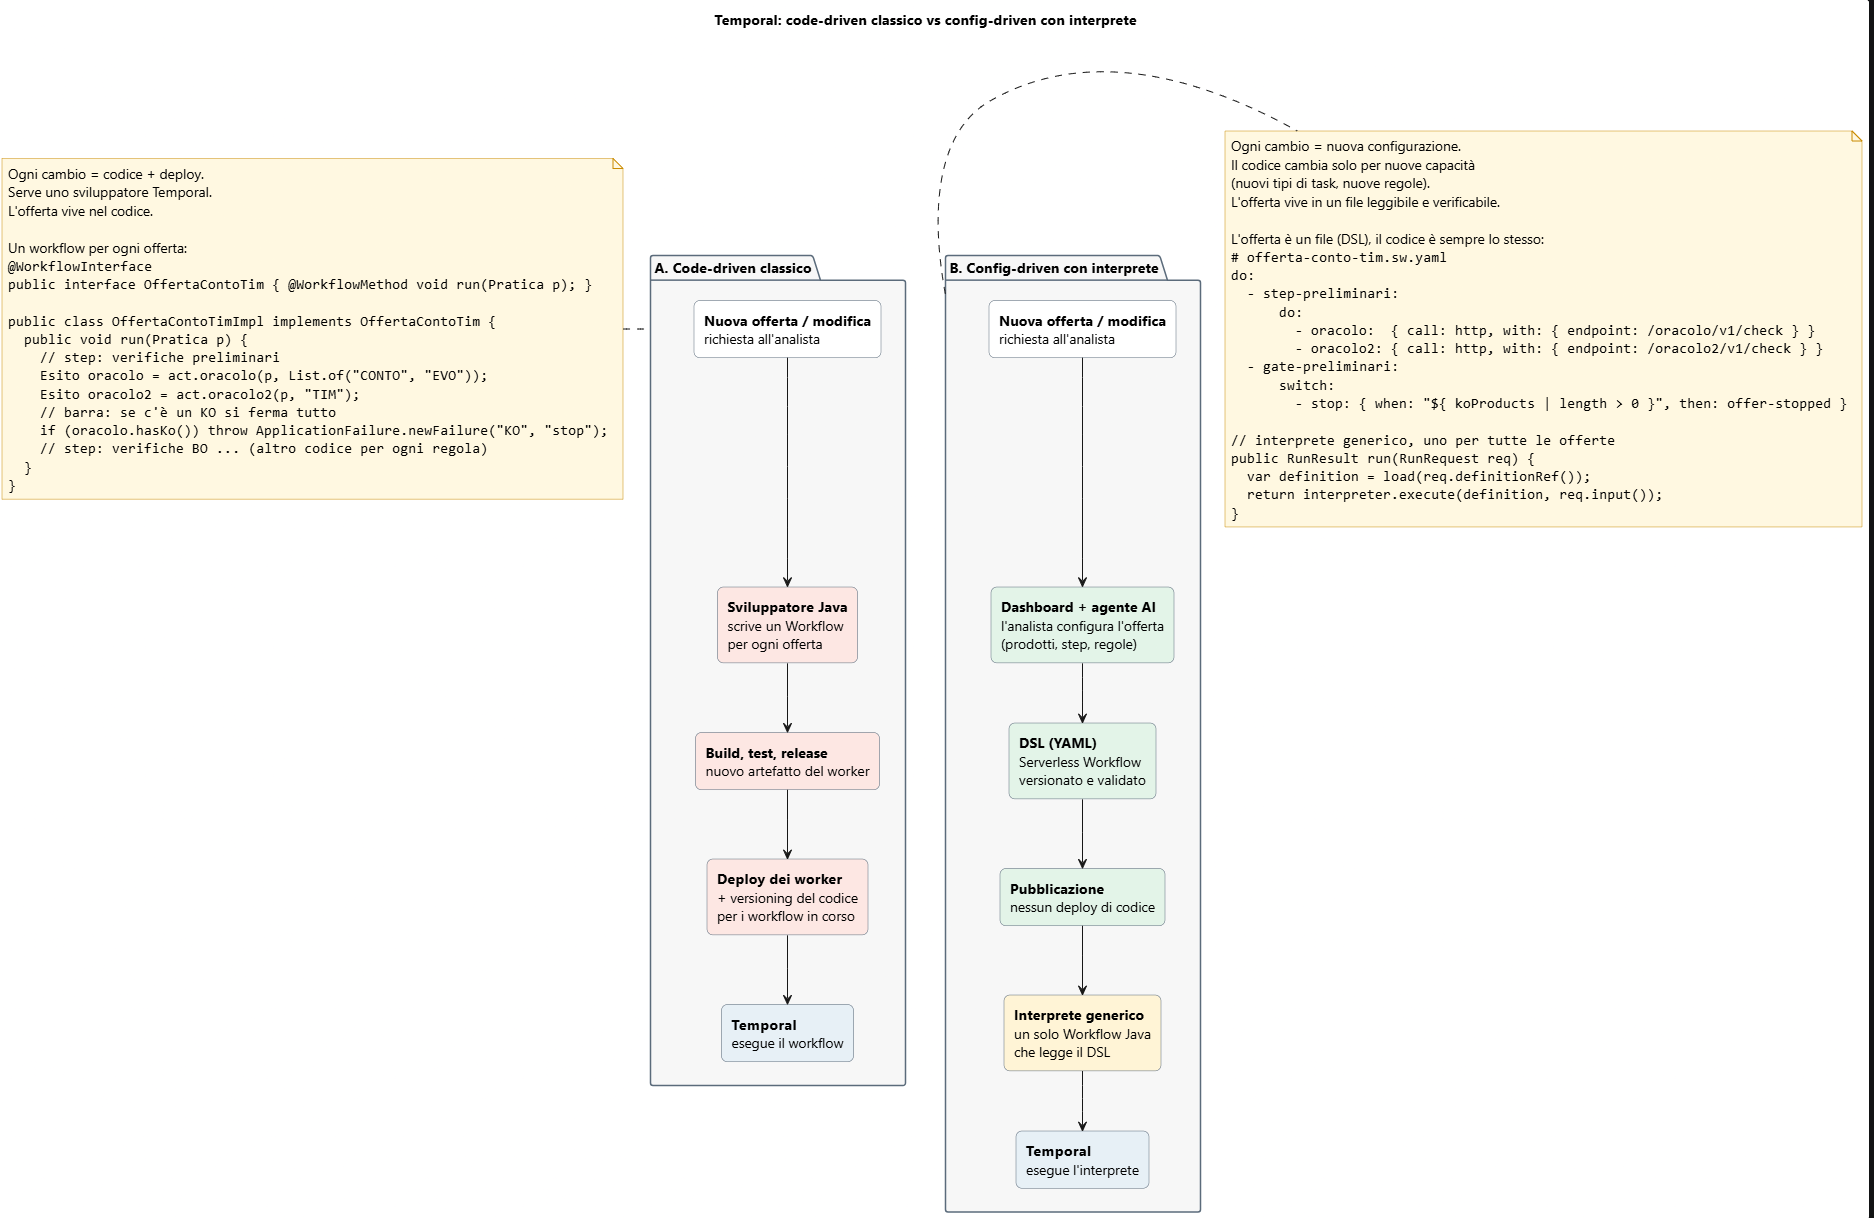 Temporal: code-driven classico vs config-driven con interprete
Ogni cambio = codice + deploy.
Serve uno sviluppatore Temporal.
L'offerta vive nel codice.
Un workflow per ogni offerta:
@WorkflowInterface
public interface OffertaContoTim { @WorkflowMethod void run(Pratica p); }
public class OffertaContoTimImpl implements OffertaContoTim {
  public void run(Pratica p) {
    // step: verifiche preliminari
    Esito oracolo = act.oracolo(p, List.of("CONTO", "EVO"));
    Esito oracolo2 = act.oracolo2(p, "TIM");
    // barra: se c'è un KO si ferma tutto
    if (oracolo.hasKo()) throw ApplicationFailure.newFailure("KO", "stop");
    // step: verifiche BO ... (altro codice per ogni regola)
  }
}
A. Code-driven classico
Nuova offerta / modifica
richiesta all'analista
Sviluppatore Java
scrive un Workflow
per ogni offerta
Build, test, release
nuovo artefatto del worker
Deploy dei worker
+ versioning del codice
per i workflow in corso
Temporal
esegue il workflow
B. Config-driven con interprete
Nuova offerta / modifica
richiesta all'analista
Dashboard + agente AI
l'analista configura l'offerta
(prodotti, step, regole)
DSL (YAML)
Serverless Workflow
versionato e validato
Pubblicazione
nessun deploy di codice
Interprete generico
un solo Workflow Java
che legge il DSL
Temporal
esegue l'interprete
Ogni cambio = nuova configurazione.
Il codice cambia solo per nuove capacità
(nuovi tipi di task, nuove regole).
L'offerta vive in un file leggibile e verificabile.
L'offerta è un file (DSL), il codice è sempre lo stesso:
# offerta-conto-tim.sw.yaml
do:
  - step-preliminari:
      do:
        - oracolo:  { call: http, with: { endpoint: /oracolo/v1/check } }
        - oracolo2: { call: http, with: { endpoint: /oracolo2/v1/check } }
  - gate-preliminari:
      switch:
        - stop: { when: "${ koProducts | length > 0 }", then: offer-stopped }
// interprete generico, uno per tutte le offerte
public RunResult run(RunRequest req) {
  var definition = load(req.definitionRef());
  return interpreter.execute(definition, req.input());
}